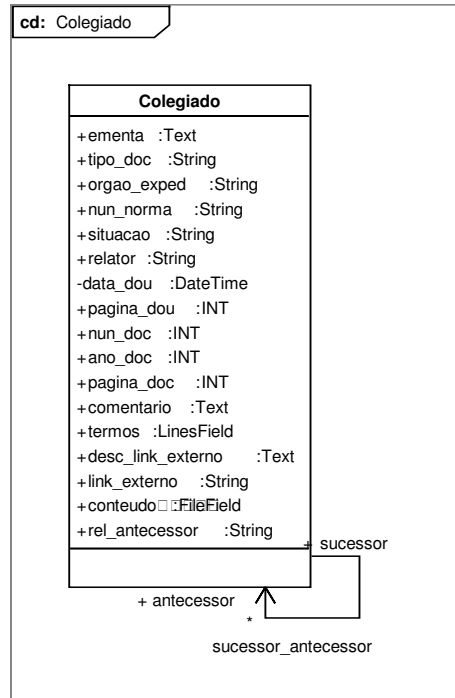 cd: Colegiado
Colegiado
+ementa :Text
+tipo_doc :String
+orgao_exped :String
+nun_norma :String
+situacao :String
+relator :String
-data_dou :DateTime
+pagina_dou :INT
+nun_doc :INT
+ano_doc :INT
+pagina_doc :INT
+comentario :Text
+termos :LinesField
+desc_link_externo :Text
+link_externo :String
+conteudo :FileField
+rel_antecessor :String
+ sucessor
+ antecessor
*
sucessor_antecessor